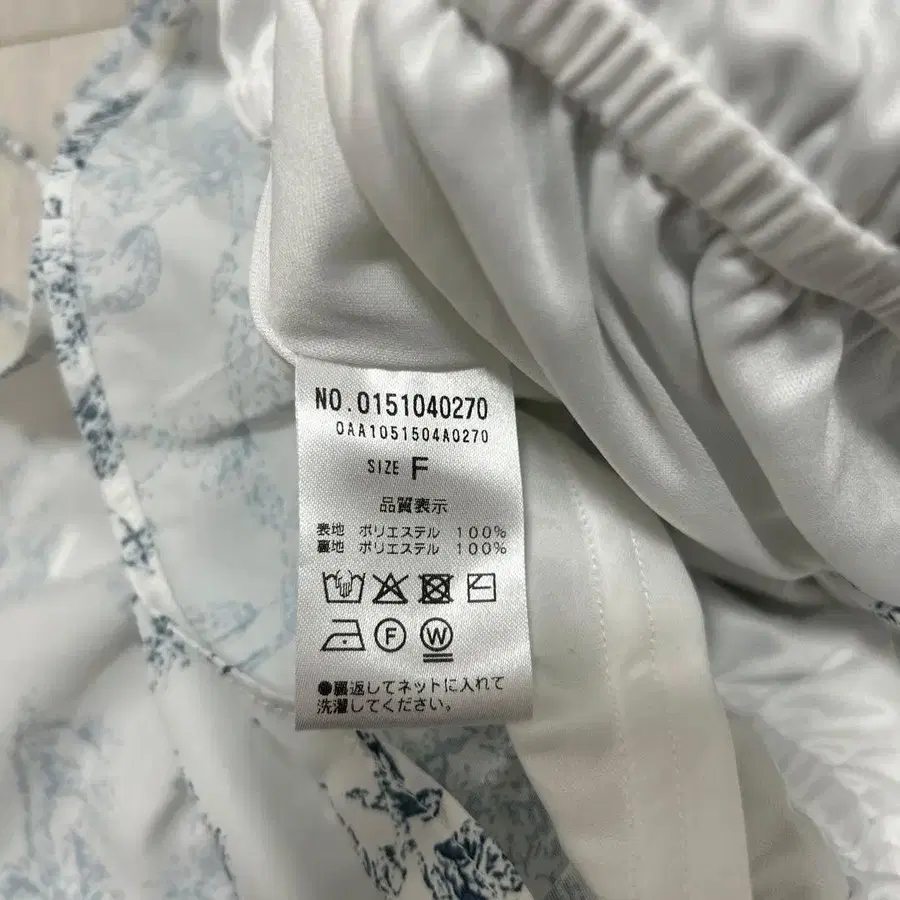 NO.0151040270
0AA1051504A0270
SIZE F
品質表示
表地 ポリエステル 100%
裏地 ポリエステル 100%
F W
●裏返してネットに入れて
洗濯してください。